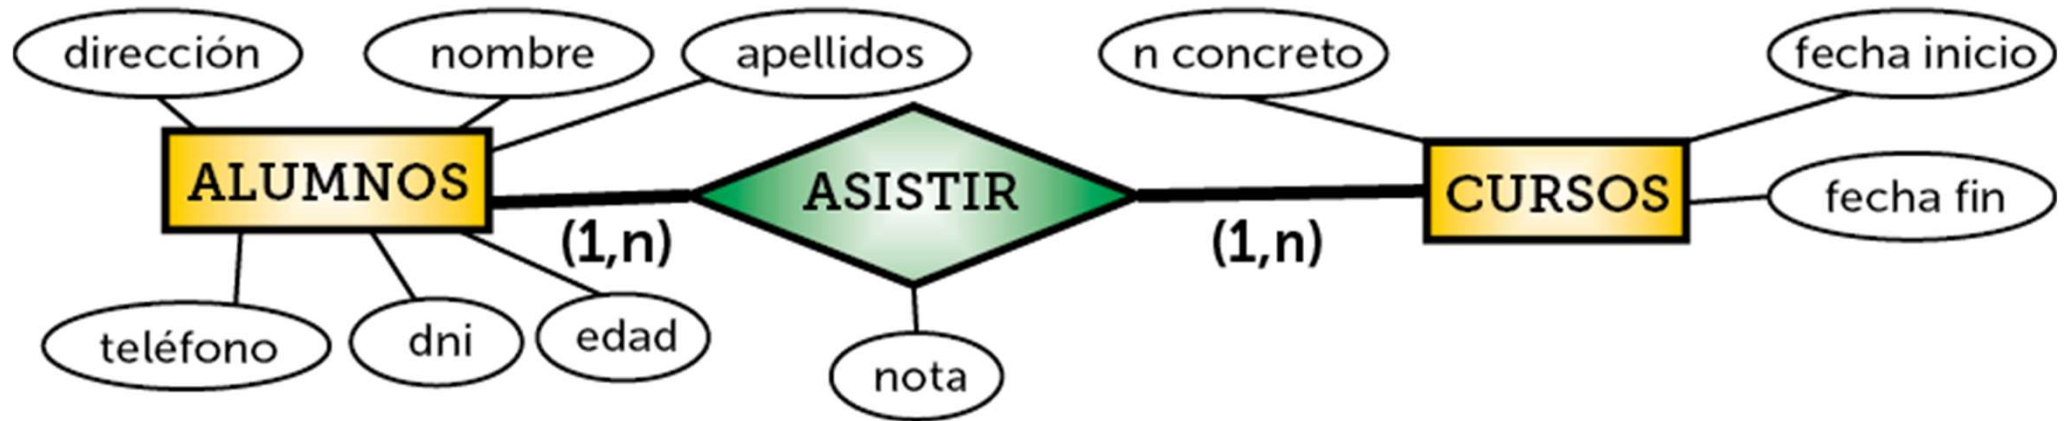 dirección
nombre
apellidos
n concreto
fecha inicio
ALUMNOS
ASISTIR
CURSOS
fecha fin
(1,n)
(1,n)
teléfono
dni
edad
nota